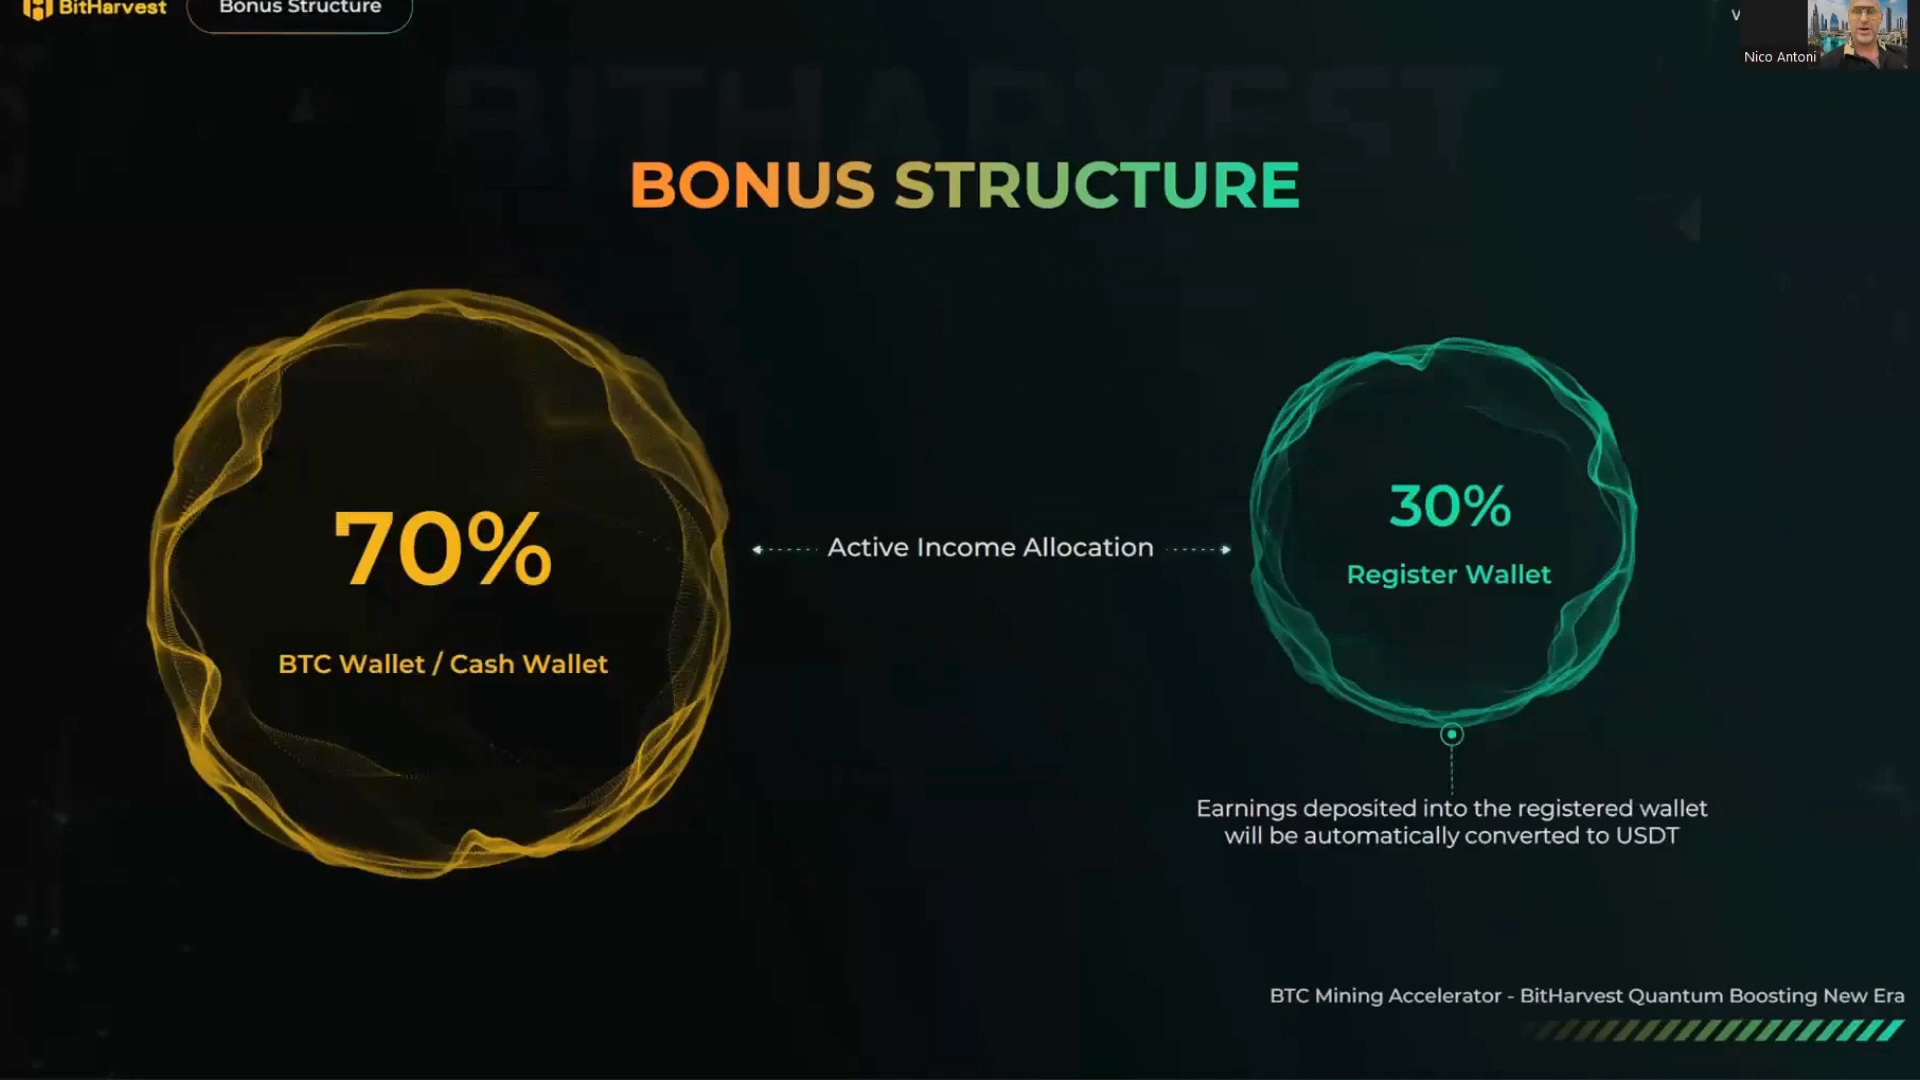 BitHarvest
Bonus Structure
Nico Antoni
BITHARVEST
BONUS STRUCTURE
70%
BTC Wallet / Cash Wallet
Active Income Allocation
30%
Register Wallet
Earnings deposited into the registered wallet
will be automatically converted to USDT
BTC Mining Accelerator - BitHarvest Quantum Boosting New Era